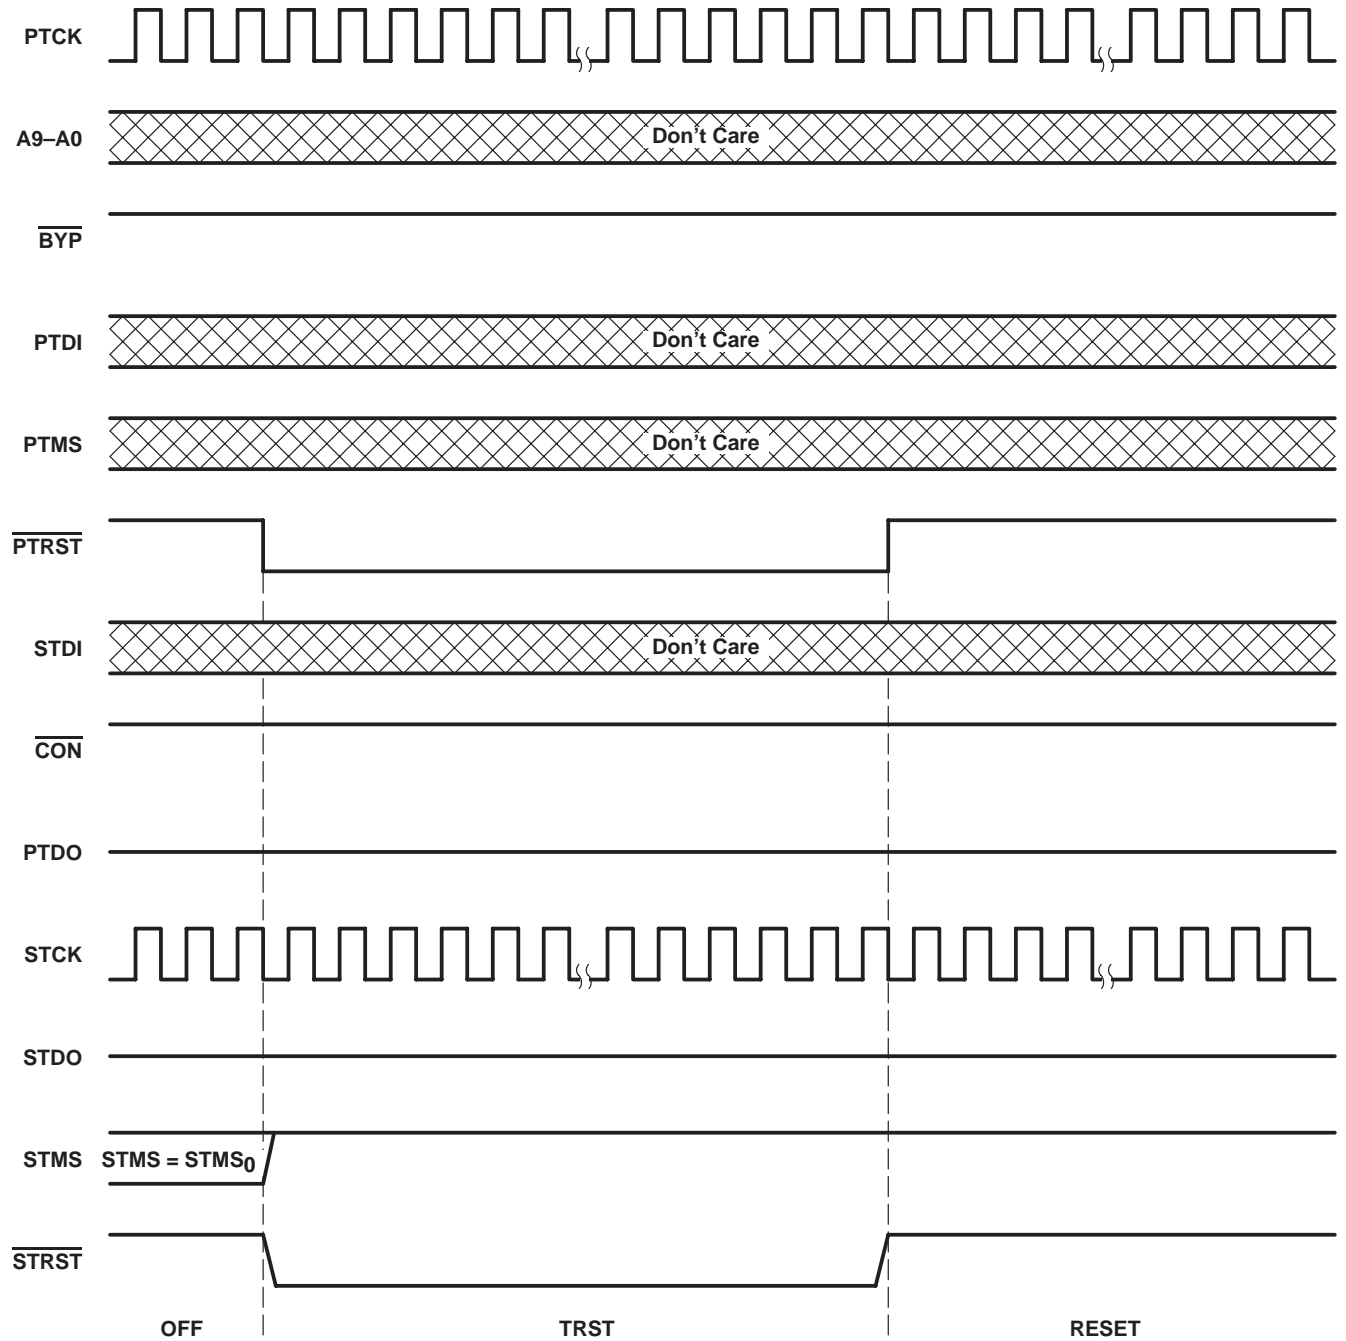 PTCK
A9–A0 Don't Care
BYP
PTDI Don't Care
PTMS Don't Care
PTRST
STDI Don't Care
CON
PTDO
STCK
STDO
STMS STMS = STMS0
STRST
OFF TRST RESET